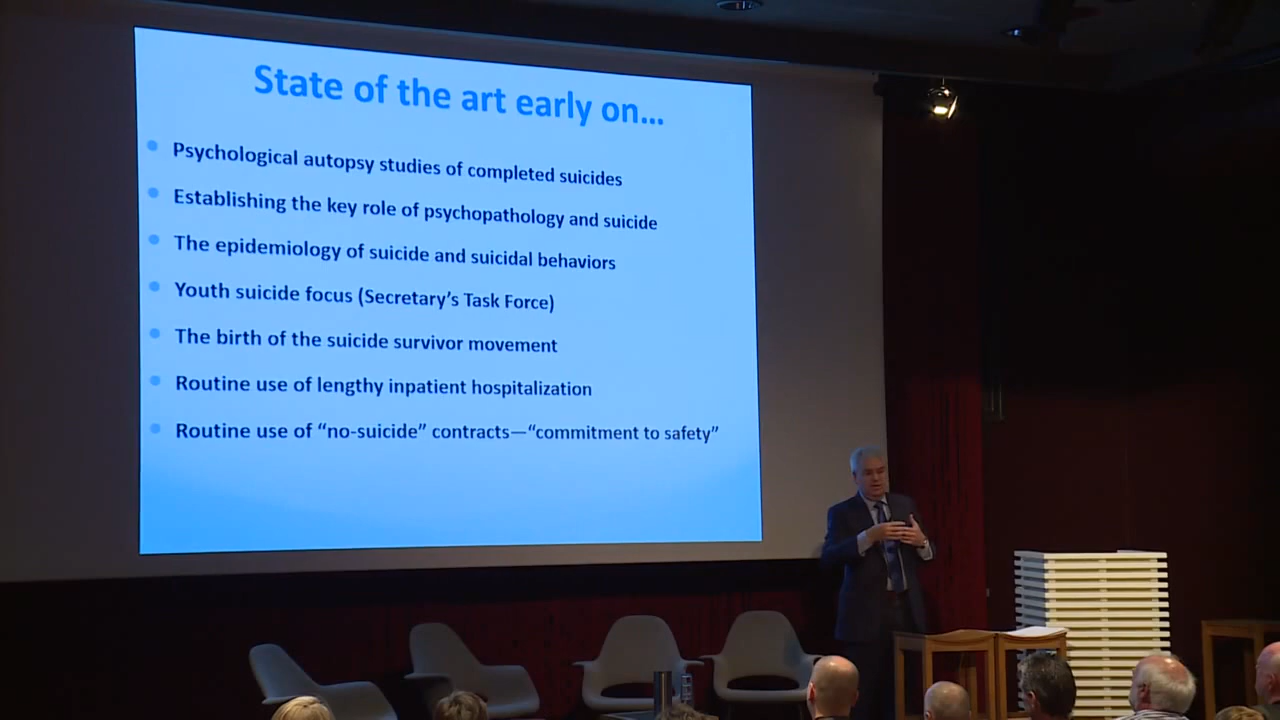 State of the art early on...
Psychological autopsy studies of completed suicides
Establishing the key role of psychopathology and suicide
The epidemiology of suicide and suicidal behaviors
Youth suicide focus (Secretary's Task Force)
The birth of the suicide survivor movement
Routine use of lengthy inpatient hospitalization
Routine use of “no-suicide” contracts—“commitment to safety”